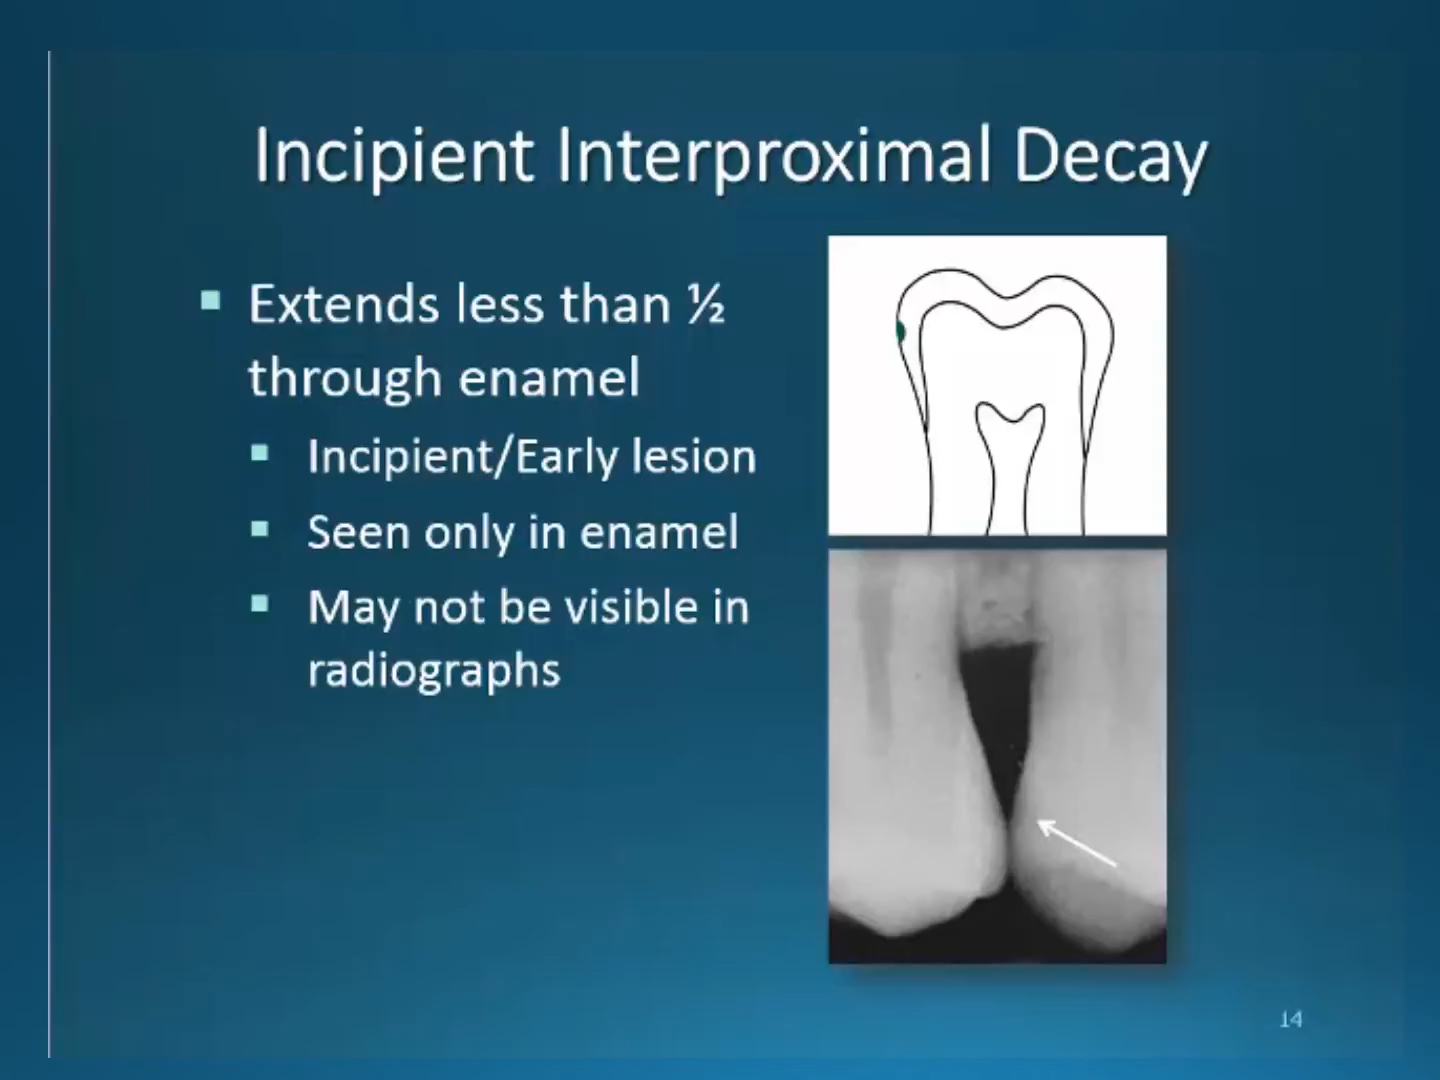 Incipient Interproximal Decay
Extends less than ½
through enamel
Incipient/Early lesion
Seen only in enamel
May not be visible in
radiographs
14